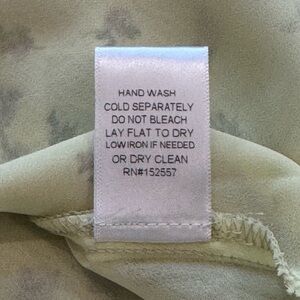 HAND WASH
COLD SEPARATELY
DO NOT BLEACH
LAY FLAT TO DRY
LOW IRON IF NEEDED
OR DRY CLEAN
RN#152557